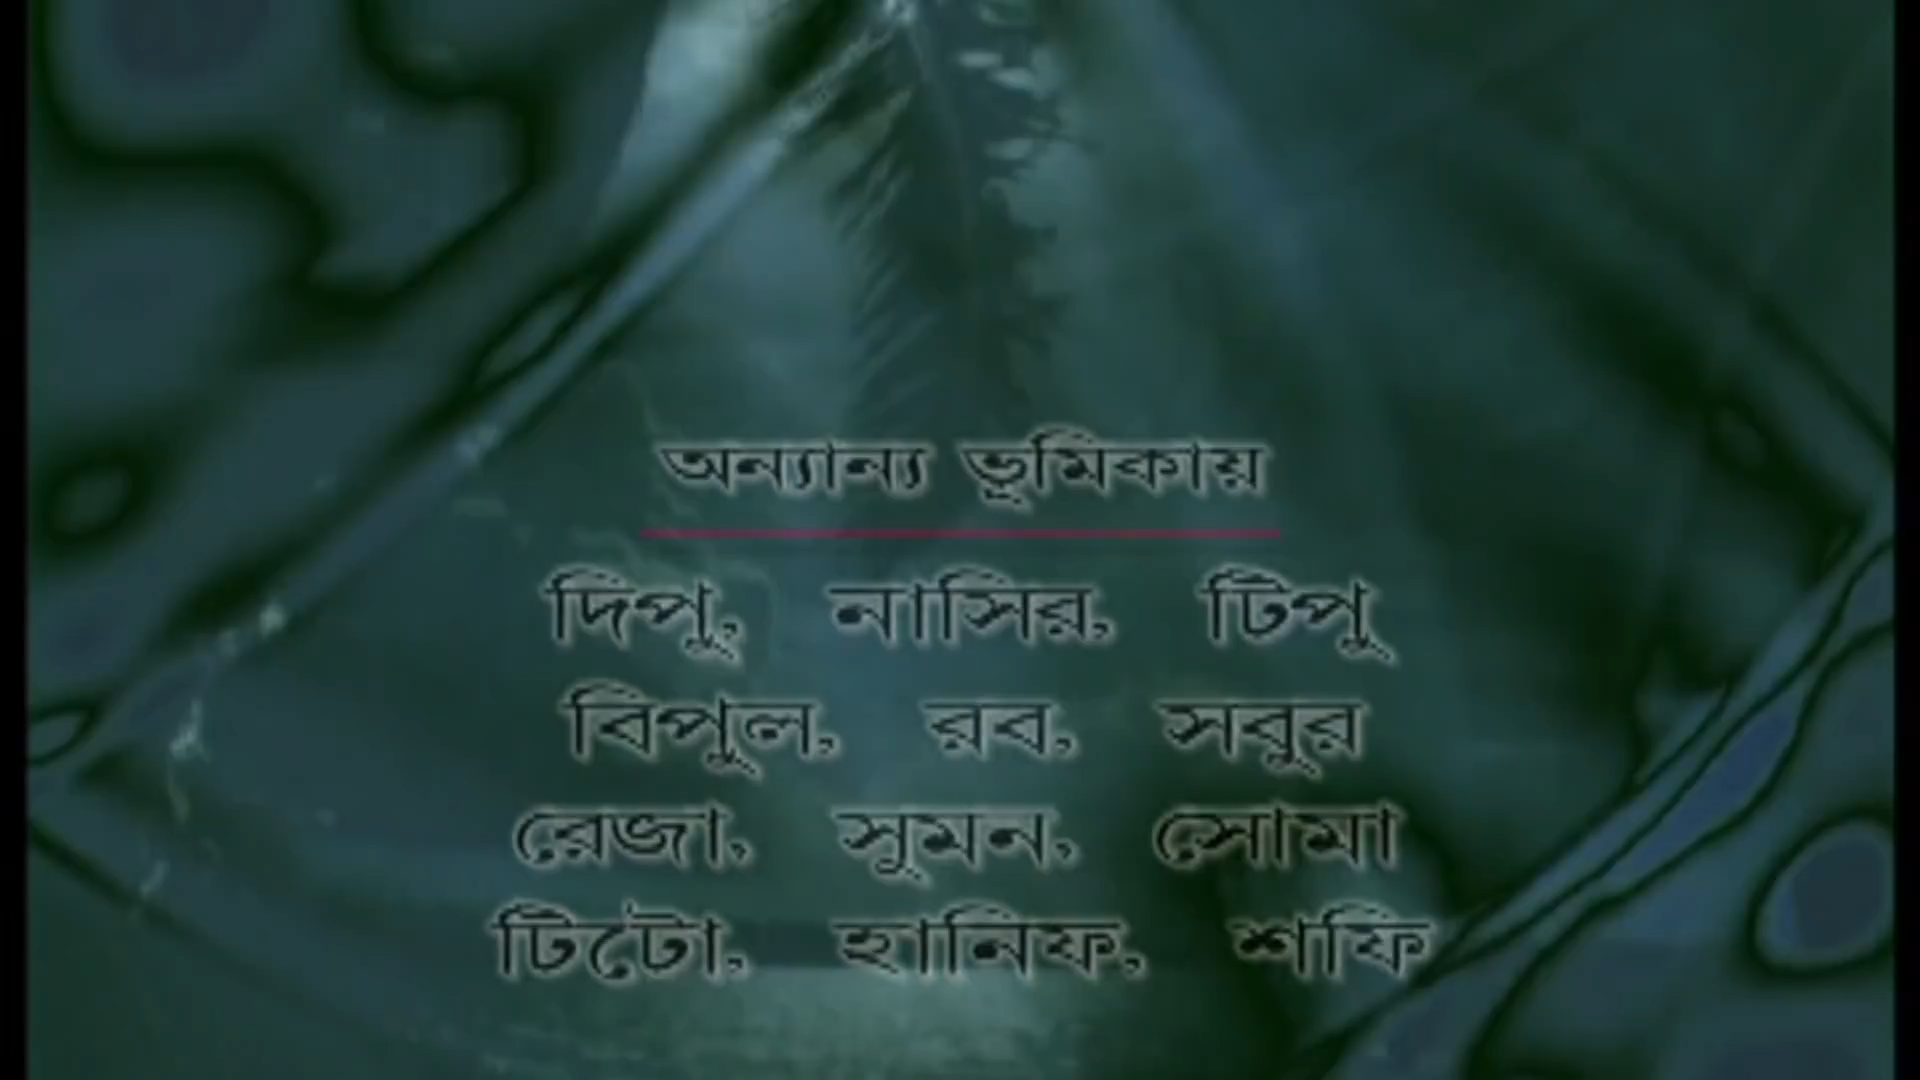 অন্যান্য ভূমিকায়
দিপু, নাসির, টিপু
বিপুল, রব, সবুর
রেজা, সুমন, সোমা
টিটো, হানিফ, শফি